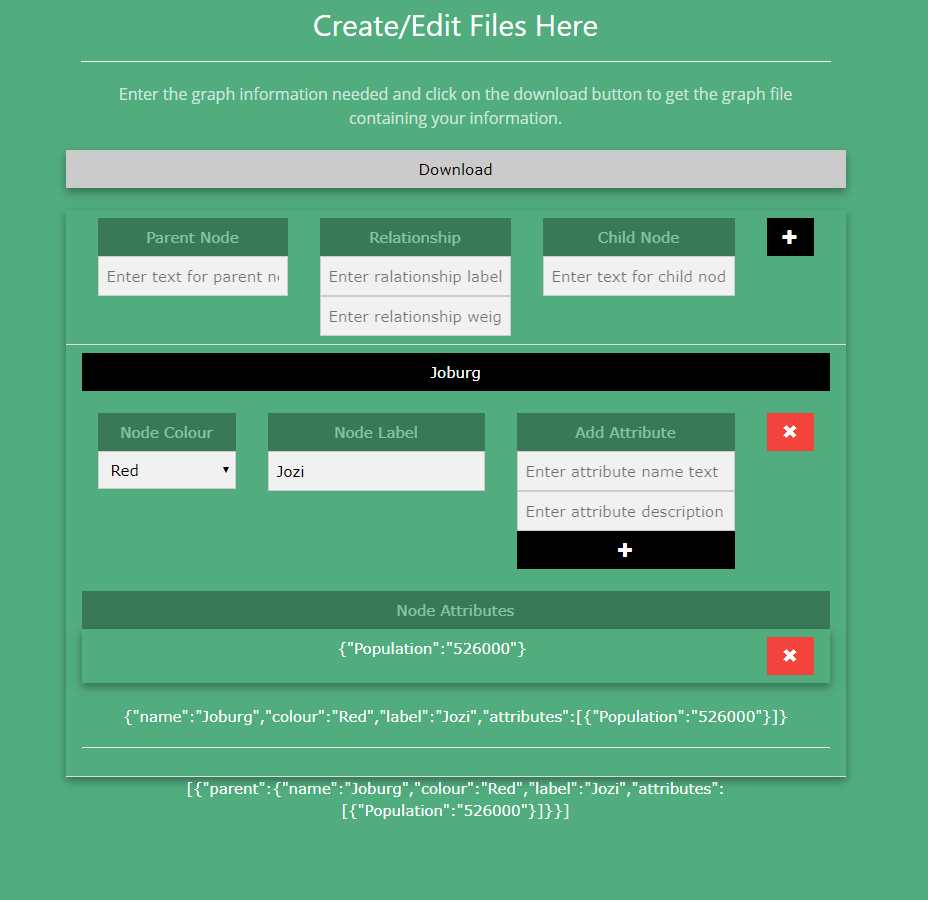 Create/Edit Files Here
Enter the graph information needed and click on the download button to get the graph file
containing your information.
Download
Parent Node
Relationship
Child Node
Enter text for parent n
Enter ralationship label
Enter text for child nod
Enter relationship weig
Joburg
Node Colour
Node Label
Add Attribute
Red
Jozi
Enter attribute name text
Enter attribute description
Node Attributes
{"Population":"526000"}
{"name":"Joburg","colour":"Red","label":"Jozi","attributes":[{"Population":"526000"}]}
[{"parent":{"name":"Joburg","colour":"Red","label":"Jozi","attributes":
[{"Population":"526000"}]}}]